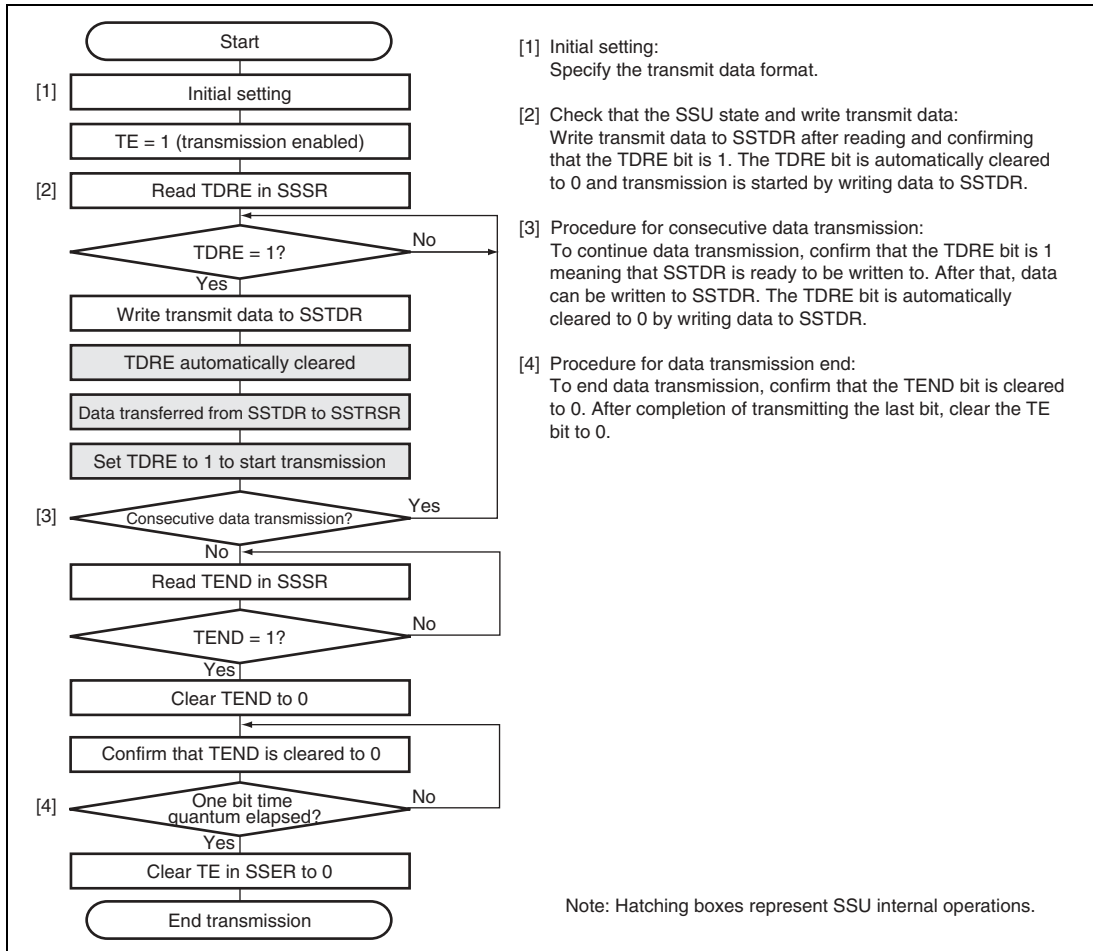 Start
[1] Initial setting
TE = 1 (transmission enabled)
[2] Read TDRE in SSSR
TDRE = 1?
No
Yes
Write transmit data to SSTDR
TDRE automatically cleared
Data transferred from SSTDR to SSTRSR
Set TDRE to 1 to start transmission
[3] Consecutive data transmission?
Yes
No
Read TEND in SSSR
TEND = 1?
No
Yes
Clear TEND to 0
Confirm that TEND is cleared to 0
[4] One bit time
quantum elapsed?
No
Yes
Clear TE in SSER to 0
End transmission
[1] Initial setting:
Specify the transmit data format.
[2] Check that the SSU state and write transmit data:
Write transmit data to SSTDR after reading and confirming
that the TDRE bit is 1. The TDRE bit is automatically cleared
to 0 and transmission is started by writing data to SSTDR.
[3] Procedure for consecutive data transmission:
To continue data transmission, confirm that the TDRE bit is 1
meaning that SSTDR is ready to be written to. After that, data
can be written to SSTDR. The TDRE bit is automatically
cleared to 0 by writing data to SSTDR.
[4] Procedure for data transmission end:
To end data transmission, confirm that the TEND bit is cleared
to 0. After completion of transmitting the last bit, clear the TE
bit to 0.
Note: Hatching boxes represent SSU internal operations.